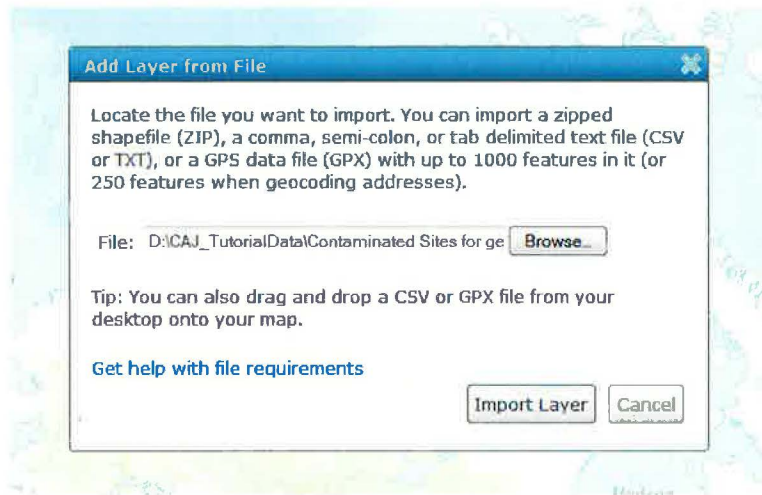 Add Layer from File
Locate the file you want to import. You can import a zipped
shapefile (ZIP), a comma, semi-colon, or tab delimited text file (CSV
or TXT), or a GPS data file (GPX) with up to 1000 features in it (or
250 features when geocoding addresses).
File: D:\CAJ_TutorialData\Contaminated Sites for ge Browse...
Tip: You can also drag and drop a CSV or GPX file from your
desktop onto your map.
Get help with file requirements
Import Layer Cancel